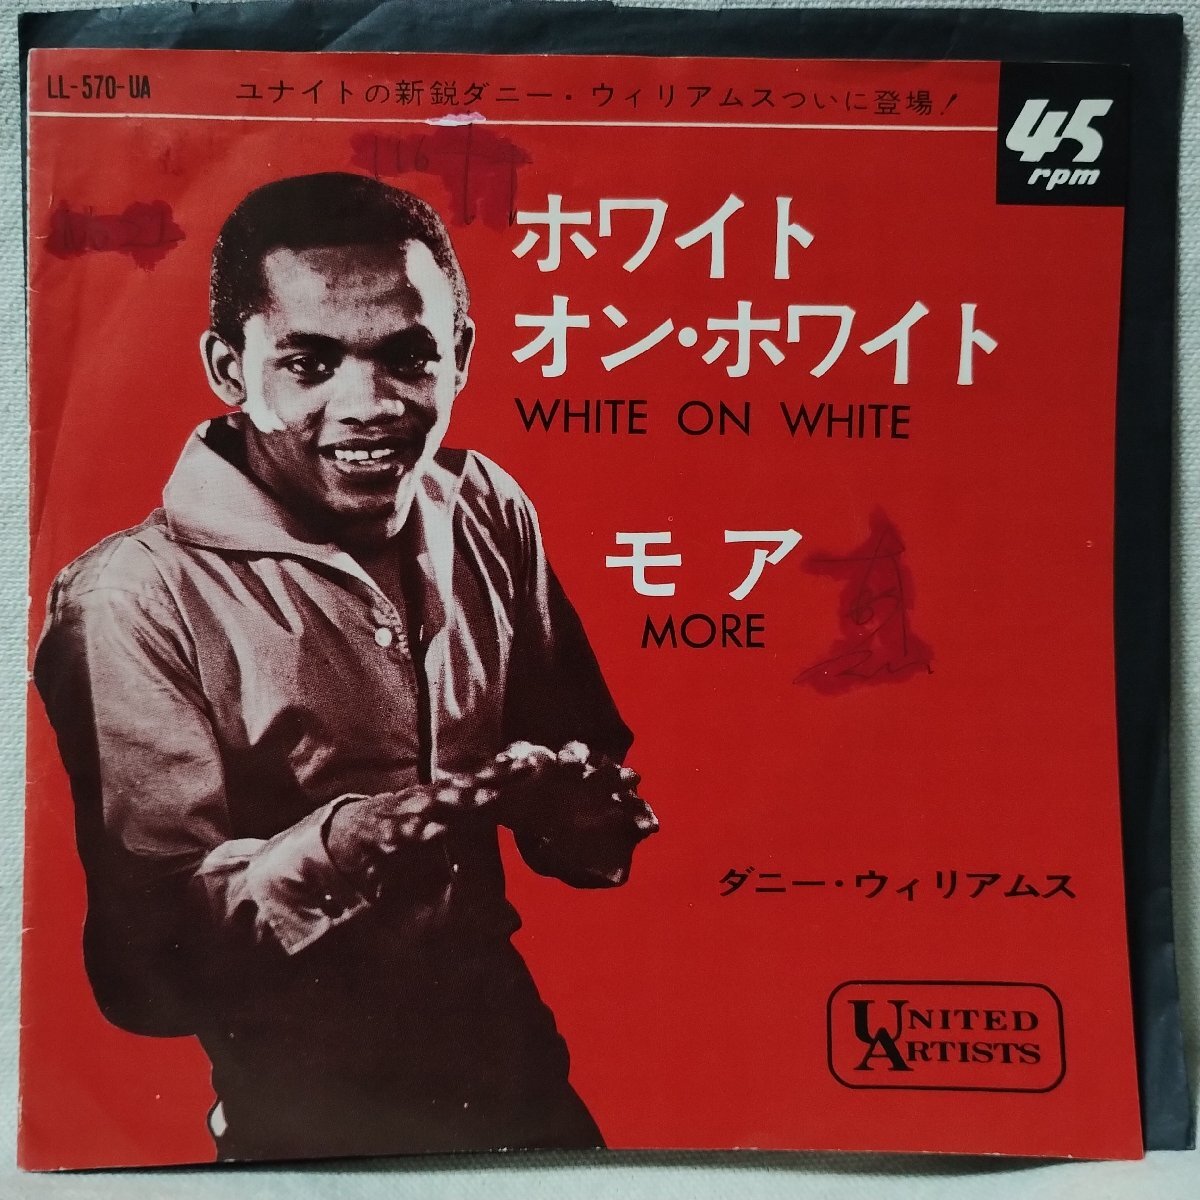 LL-570-UA
ユナイトの新鋭ダニー・ウィリアムスついに登場！
45
rpm
ホワイト
オン・ホワイト
WHITE ON WHITE
モア
MORE
ダニー・ウィリアムス
UNITED
ARTISTS